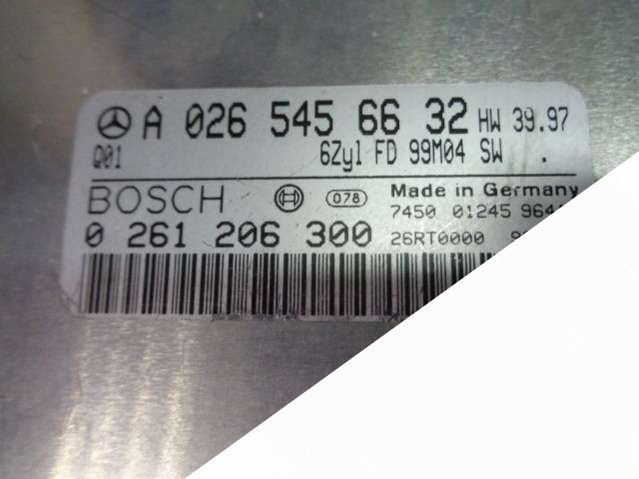 A 026 545 66 32 HW 39.97
Q01 6Zyl FD 99M04 SW .
BOSCH 078 Made in Germany
7450 01245
0 261 206 300 26RT0000